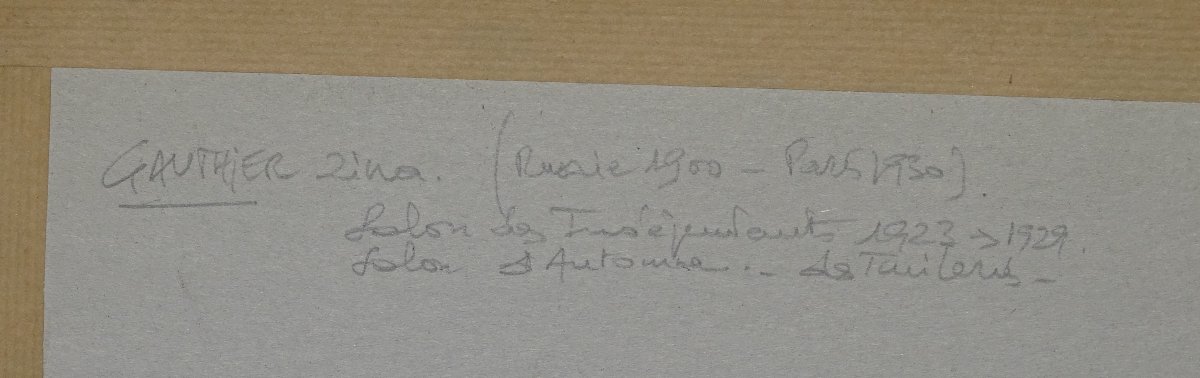 GAUTHIER Zina. (Russie 1900 - Paris 1930).
Salon des Indépendants 1923 → 1929.
Salon d'Automne .. des Tuileries -